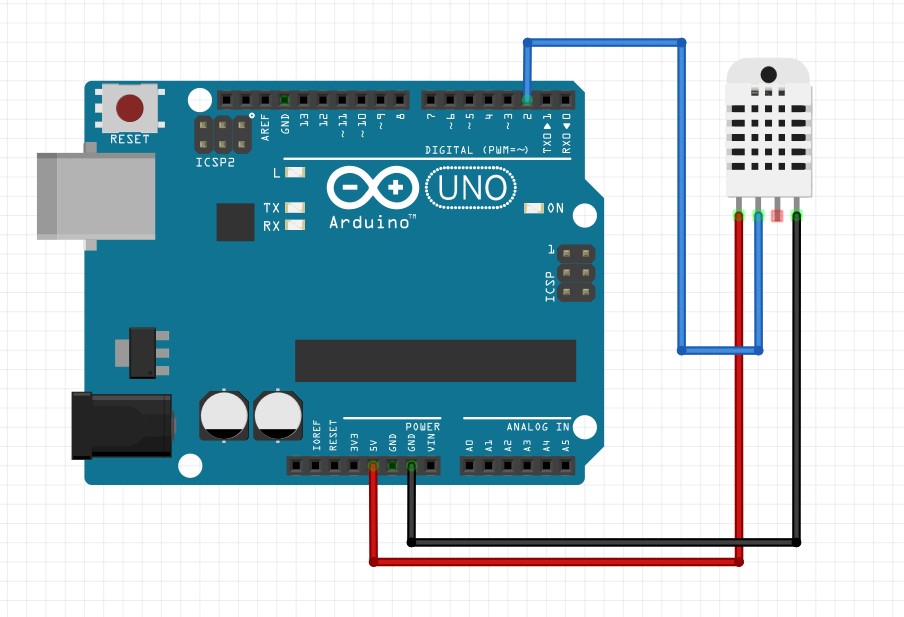 RESET
ICSP2
AREF
GND
13
12
~11
~10
~9
8
7
~6
~5
4
~3
2
TX0▶1
RX0◀0
DIGITAL (PWM=~)
L
TX
RX
UNO
Arduino™
ON
1
ICSP
POWER
ANALOG IN
IOREF
RESET
3V3
5V
GND
GND
VIN
A0
A1
A2
A3
A4
A5